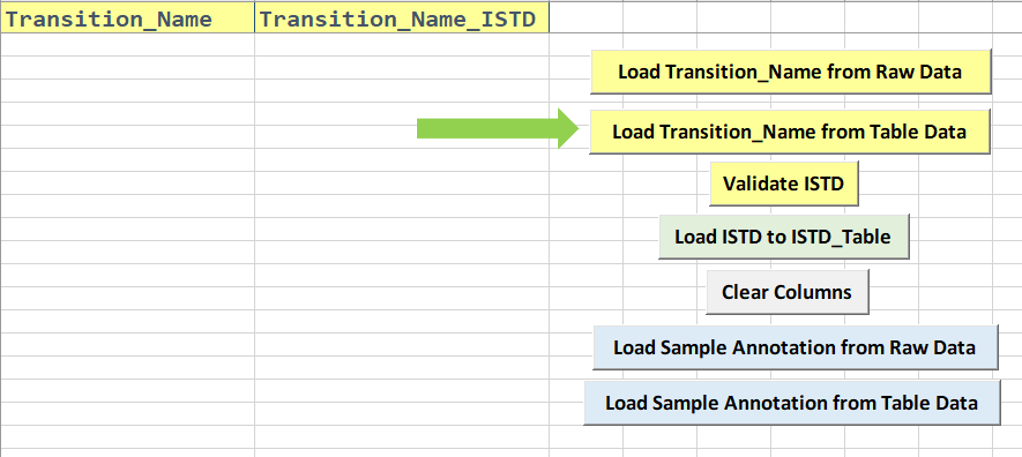 Transition_Name Transition_Name_ISTD
Load Transition_Name from Raw Data
Load Transition_Name from Table Data
Validate ISTD
Load ISTD to ISTD_Table
Clear Columns
Load Sample Annotation from Raw Data
Load Sample Annotation from Table Data